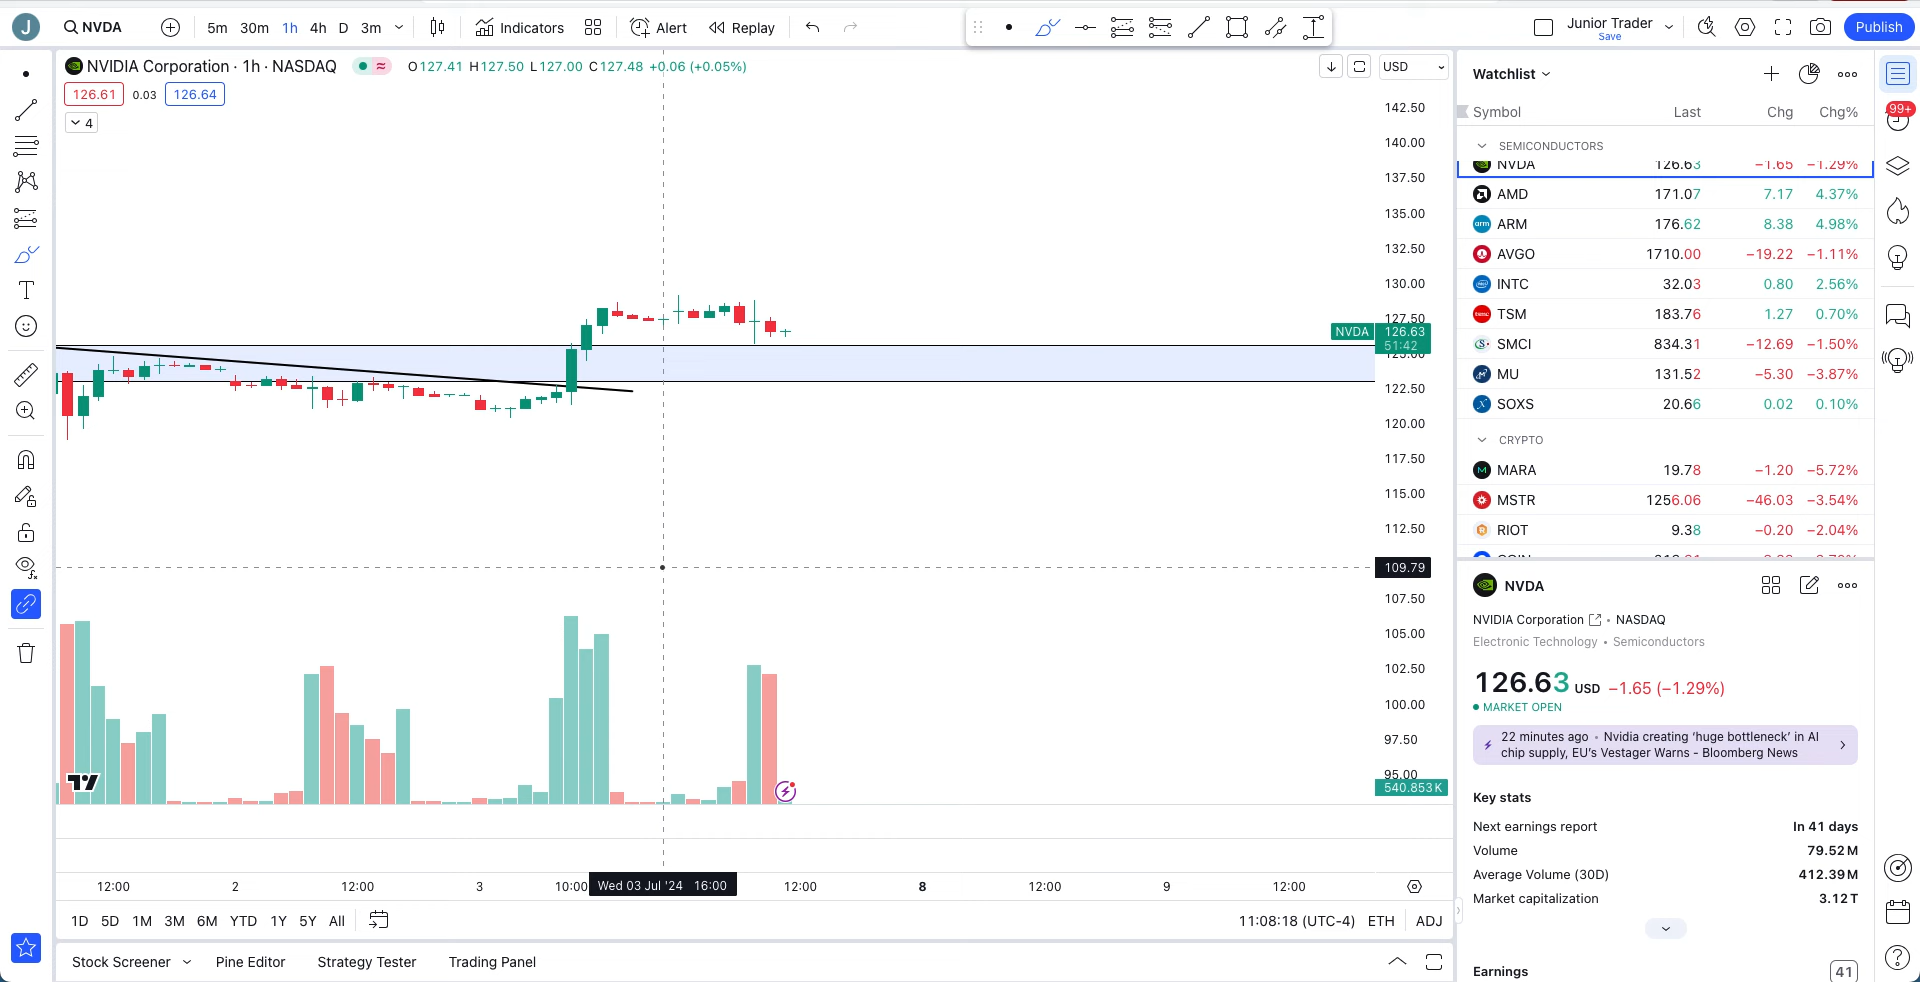 J NVDA 5m 30m 1h 4h D 3m Indicators Alert Replay Junior Trader Save Publish
NVIDIA Corporation · 1h · NASDAQ O127.41 H127.50 L127.00 C127.48 +0.06 (+0.05%) USD
126.61 0.03 126.64
4
142.50
140.00
137.50
135.00
132.50
130.00
127.50
NVDA 126.63
51:42
125.00
122.50
120.00
117.50
115.00
112.50
109.79
107.50
105.00
102.50
100.00
97.50
95.00
540.853K
12:00 2 12:00 3 10:00 Wed 03 Jul '24 16:00 12:00 8 12:00 9 12:00
1D 5D 1M 3M 6M YTD 1Y 5Y All 11:08:18 (UTC-4) ETH ADJ
Stock Screener Pine Editor Strategy Tester Trading Panel
Watchlist
Symbol Last Chg Chg%
SEMICONDUCTORS
NVDA 126.63 −1.65 −1.29%
AMD 171.07 7.17 4.37%
ARM 176.62 8.38 4.98%
AVGO 1710.00 −19.22 −1.11%
INTC 32.03 0.80 2.56%
TSM 183.76 1.27 0.70%
SMCI 834.31 −12.69 −1.50%
MU 131.52 −5.30 −3.87%
SOXS 20.66 0.02 0.10%
CRYPTO
MARA 19.78 −1.20 −5.72%
MSTR 1256.06 −46.03 −3.54%
RIOT 9.38 −0.20 −2.04%
NVDA
NVIDIA Corporation • NASDAQ
Electronic Technology • Semiconductors
126.63 USD −1.65 (−1.29%)
MARKET OPEN
22 minutes ago • Nvidia creating ‘huge bottleneck’ in AI
chip supply, EU’s Vestager Warns - Bloomberg News
Key stats
Next earnings report In 41 days
Volume 79.52M
Average Volume (30D) 412.39M
Market capitalization 3.12T
Earnings 41
99+